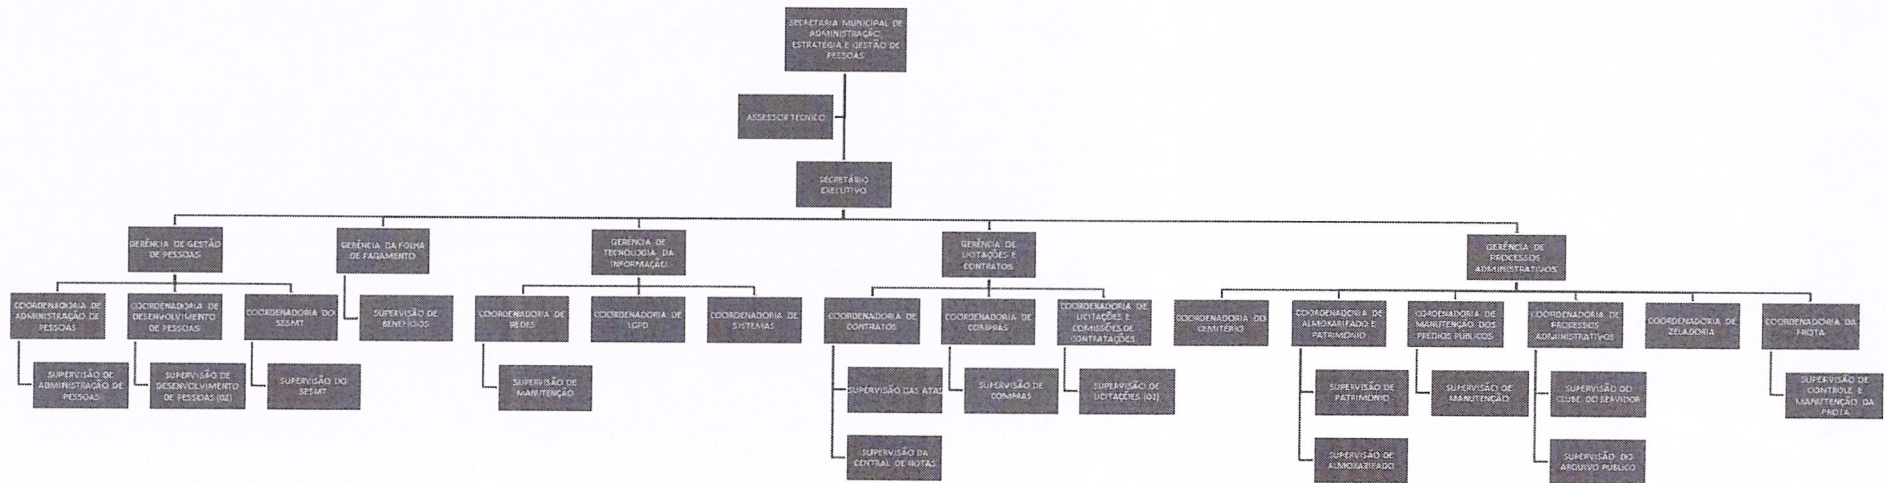 SECRETARIA MUNICIPAL DE
ADMINISTRAÇÃO,
ESTRATÉGIA E GESTÃO DE
PESSOAS
ASSESSOR TÉCNICO
SECRETÁRIO
EXECUTIVO
GERÊNCIA DE GESTÃO
DE PESSOAS
GERÊNCIA DA FOLHA
DE PAGAMENTO
GERÊNCIA DE
TECNOLOGIA DA
INFORMAÇÃO
GERÊNCIA DE
LICITAÇÕES E
CONTRATOS
GERÊNCIA DE
PROCESSOS
ADMINISTRATIVOS
COORDENADORIA DE
ADMINISTRAÇÃO DE
PESSOAS
COORDENADORIA DE
DESENVOLVIMENTO
DE PESSOAS
COORDENADORIA DO
SESMT
SUPERVISÃO DE
BENEFÍCIOS
COORDENADORIA DE
REDES
COORDENADORIA DE
LGPD
COORDENADORIA DE
SISTEMAS
COORDENADORIA DE
CONTRATOS
COORDENADORIA DE
COMPRAS
COORDENADORIA DE
LICITAÇÕES E
COMISSÕES DE
CONTRATAÇÕES
COORDENADORIA DO
CEMITÉRIO
COORDENADORIA DE
ALMOXARIFADO E
PATRIMONIO
COORDENADORIA DE
MANUTENÇÃO DOS
PREDIOS PUBLICOS
COORDENADORIA DE
PROCESSOS
ADMINISTRATIVOS
COORDENADORIA DE
ZELADORIA
COORDENADORIA DA
FROTA
SUPERVISÃO DE
ADMINISTRAÇÃO DE
PESSOAS
SUPERVISÃO DE
DESENVOLVIMENTO
DE PESSOAS (02)
SUPERVISÃO DO
SESMT
SUPERVISÃO DE
MANUTENÇÃO
SUPERVISÃO DAS ATAS
SUPERVISÃO DE
COMPRAS
SUPERVISÃO DE
LICITAÇÕES (02)
SUPERVISÃO DE
PATRIMONIO
SUPERVISÃO DE
MANUTENÇÃO
SUPERVISÃO DO
CLUBE DO SERVIDOR
SUPERVISÃO DE
CONTROLE E
MANUTENÇÃO DA
FROTA
SUPERVISÃO DA
CENTRAL DE NOTAS
SUPERVISÃO DE
ALMOXARIFADO
SUPERVISÃO DO
ARQUIVO PUBLICO